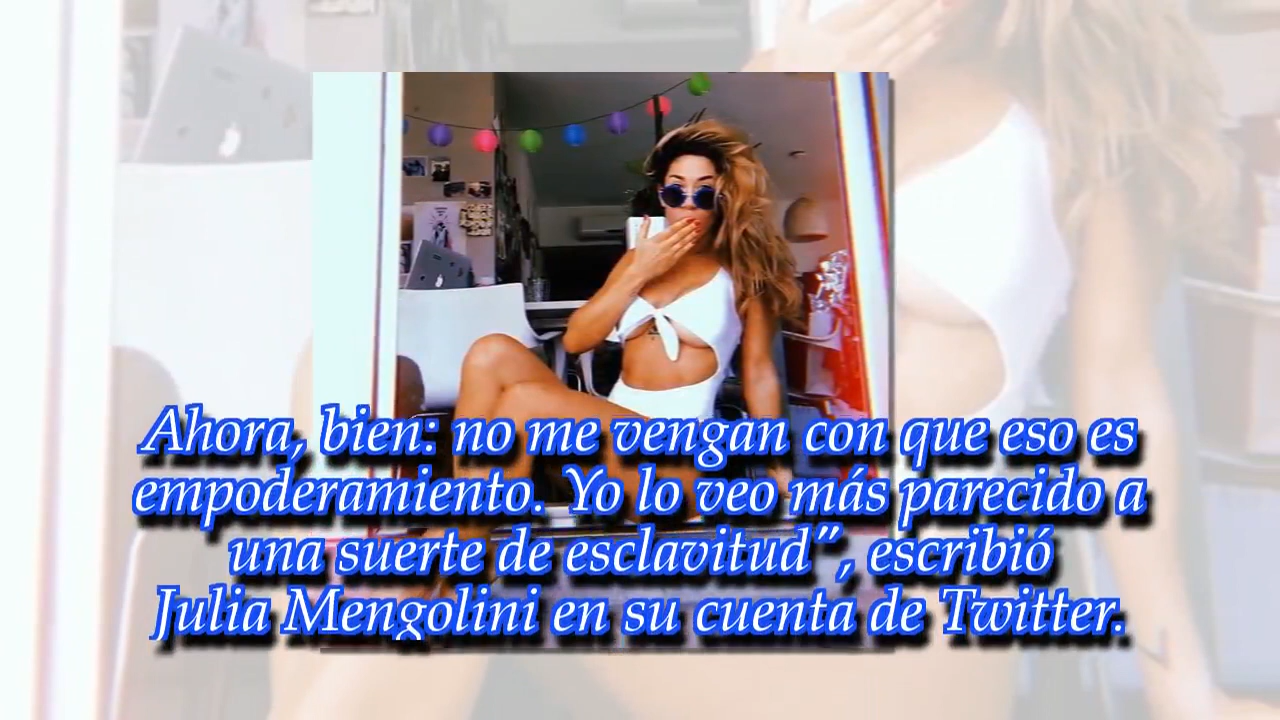 Ahora, bien: no me vengan con que eso es
empoderamiento. Yo lo veo más parecido a
una suerte de esclavitud”, escribió
Julia Mengolini en su cuenta de Twitter.